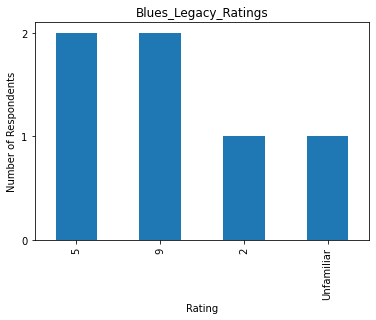 Blues_Legacy_Ratings
Number of Respondents
2
1
0
5
9
2
Unfamiliar
Rating